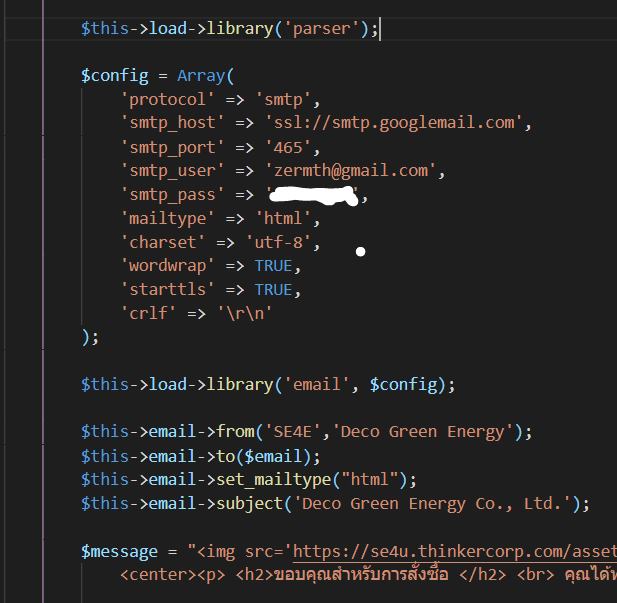 $this->load->library('parser');
$config = Array(
'protocol' => 'smtp',
'smtp_host' => 'ssl://smtp.googlemail.com',
'smtp_port' => '465',
'smtp_user' => 'zermth@gmail.com',
'smtp_pass' => '',
'mailtype' => 'html',
'charset' => 'utf-8',
'wordwrap' => TRUE,
'starttls' => TRUE,
'crlf' => '\r\n'
);
$this->load->library('email', $config);
$this->email->from('SE4E','Deco Green Energy');
$this->email->to($email);
$this->email->set_mailtype("html");
$this->email->subject('Deco Green Energy Co., Ltd.');
$message = "<img src='https://se4u.thinkercorp.com/asset
<center><p> <h2>ขอบคุณสำหรับการสั่งซื้อ </h2> <br> คุณได้ท